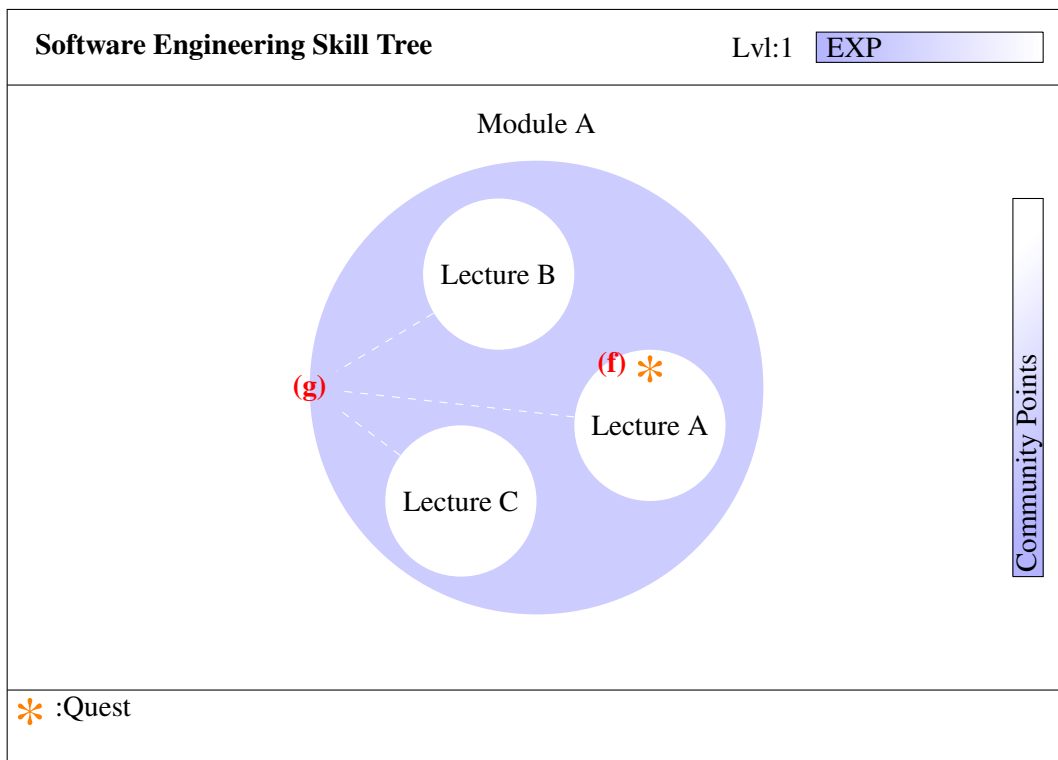 Software Engineering Skill Tree
Lvl:1
EXP
Module A
Lecture B
(f)
(g)
Lecture A
Lecture C
Community Points
:Quest